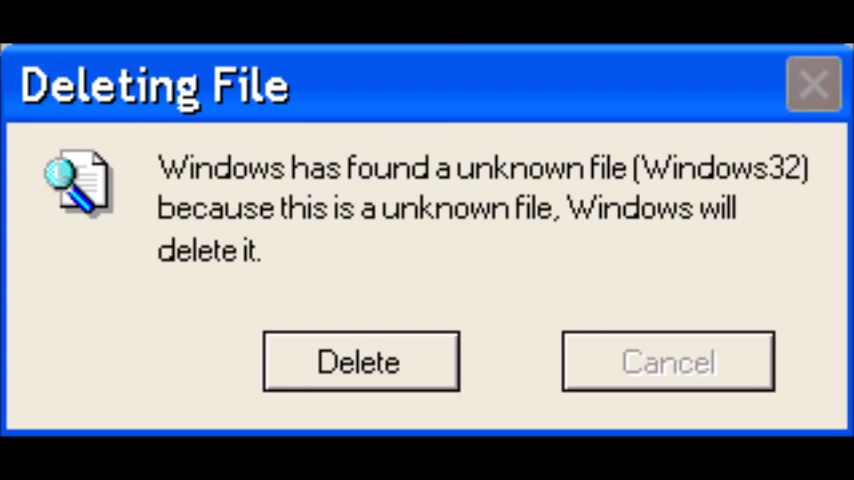 Deleting File
Windows has found a unknown file (Windows32)
because this is a unknown file, Windows will
delete it.
Delete
Cancel